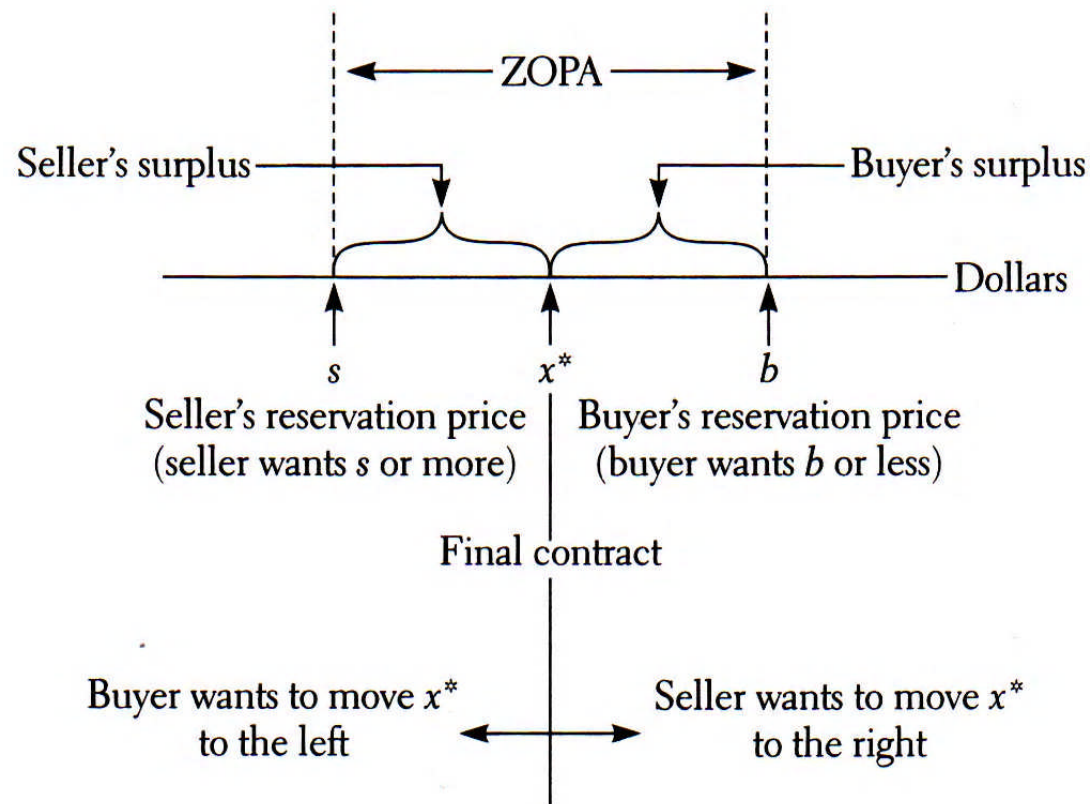 ZOPA
Seller's surplus
Buyer's surplus
Dollars
s
x*
b
Seller's reservation price
(seller wants s or more)
Buyer's reservation price
(buyer wants b or less)
Final contract
Buyer wants to move x*
to the left
Seller wants to move x*
to the right